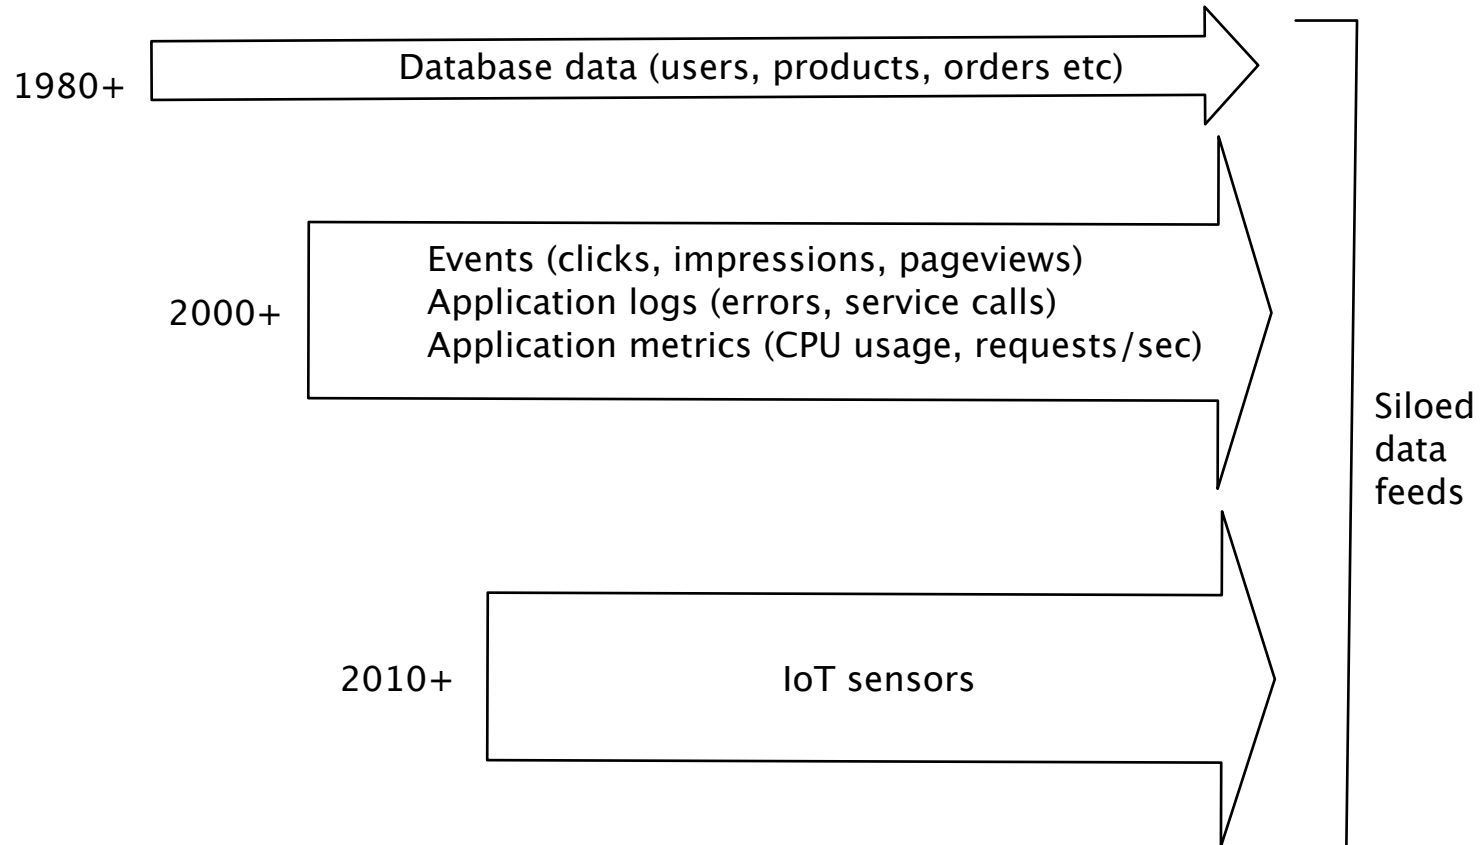 1980+
Database data (users, products, orders etc)
2000+
Events (clicks, impressions, pageviews)
Application logs (errors, service calls)
Application metrics (CPU usage, requests/sec)
Siloed
data
feeds
2010+
IoT sensors